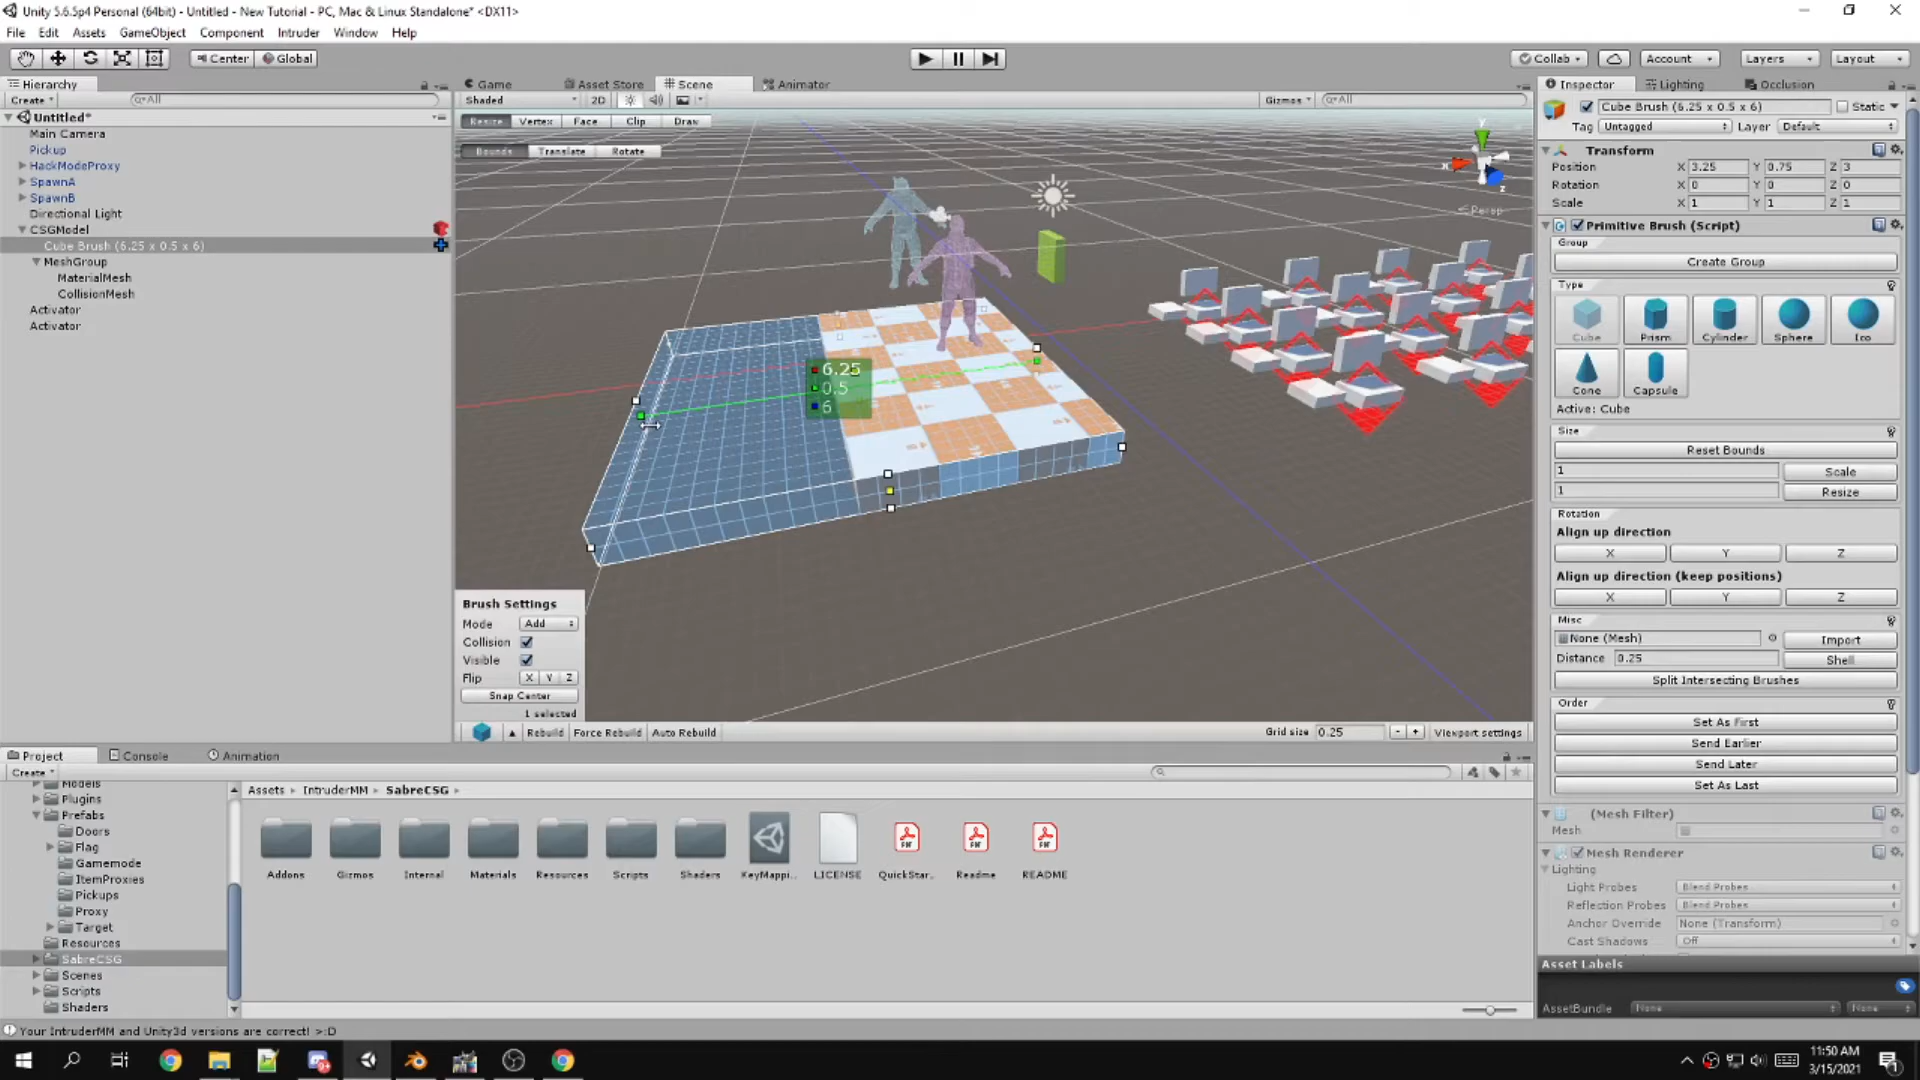 Unity 5.6.5p4 Personal (64bit) - Untitled - New Tutorial - PC, Mac & Linux Standalone* <DX11>
File Edit Assets GameObject Component Intruder Window Help
Center Global Collab Account Layers Layout
Hierarchy Game Asset Store Scene Animator Inspector Lighting Occlusion
Create All Shaded 2D Gizmos All
Untitled*
Main Camera
Pickup
HackModeProxy
SpawnA
SpawnB
Directional Light
CSGModel
Cube Brush (6.25 x 0.5 x 6)
MeshGroup
MaterialMesh
CollisionMesh
Activator
Activator
Resize Vertex Face Clip Draw
Bounds Translate Rotate
y
x
z
Persp
6.25
0.5
6
Brush Settings
Mode Add
Collision
Visible
Flip X Y Z
Snap Center
1 selected
Rebuild Force Rebuild Auto Rebuild Grid size 0.25 - + Viewport settings
Cube Brush (6.25 x 0.5 x 6) Static
Tag Untagged Layer Default
Transform
Position X 3.25 Y 0.75 Z 3
Rotation X 0 Y 0 Z 0
Scale X 1 Y 1 Z 1
Primitive Brush (Script)
Group
Create Group
Type
Cube Prism Cylinder Sphere Ico
Cone Capsule
Active: Cube
Size
Reset Bounds
1 Scale
1 Resize
Rotation
Align up direction
X Y Z
Align up direction (keep positions)
X Y Z
Misc
None (Mesh) Import
Distance 0.25 Shell
Split Intersecting Brushes
Order
Set As First
Send Earlier
Send Later
Set As Last
(Mesh Filter)
Mesh
Mesh Renderer
Lighting
Light Probes Blend Probes
Reflection Probes Blend Probes
Anchor Override None (Transform)
Cast Shadows Off
Asset Labels
AssetBundle None None
Project Console Animation
Create
Models
Plugins
Prefabs
Doors
Flag
Gamemode
ItemProxies
Pickups
Proxy
Target
Resources
SabreCSG
Scenes
Scripts
Shaders
Assets IntruderMM SabreCSG
Addons Gizmos Internal Materials Resources Scripts Shaders KeyMappi.. LICENSE QuickStar.. Readme README
Your IntruderMM and Unity3d versions are correct! >:D
11:50 AM
3/15/2021
1